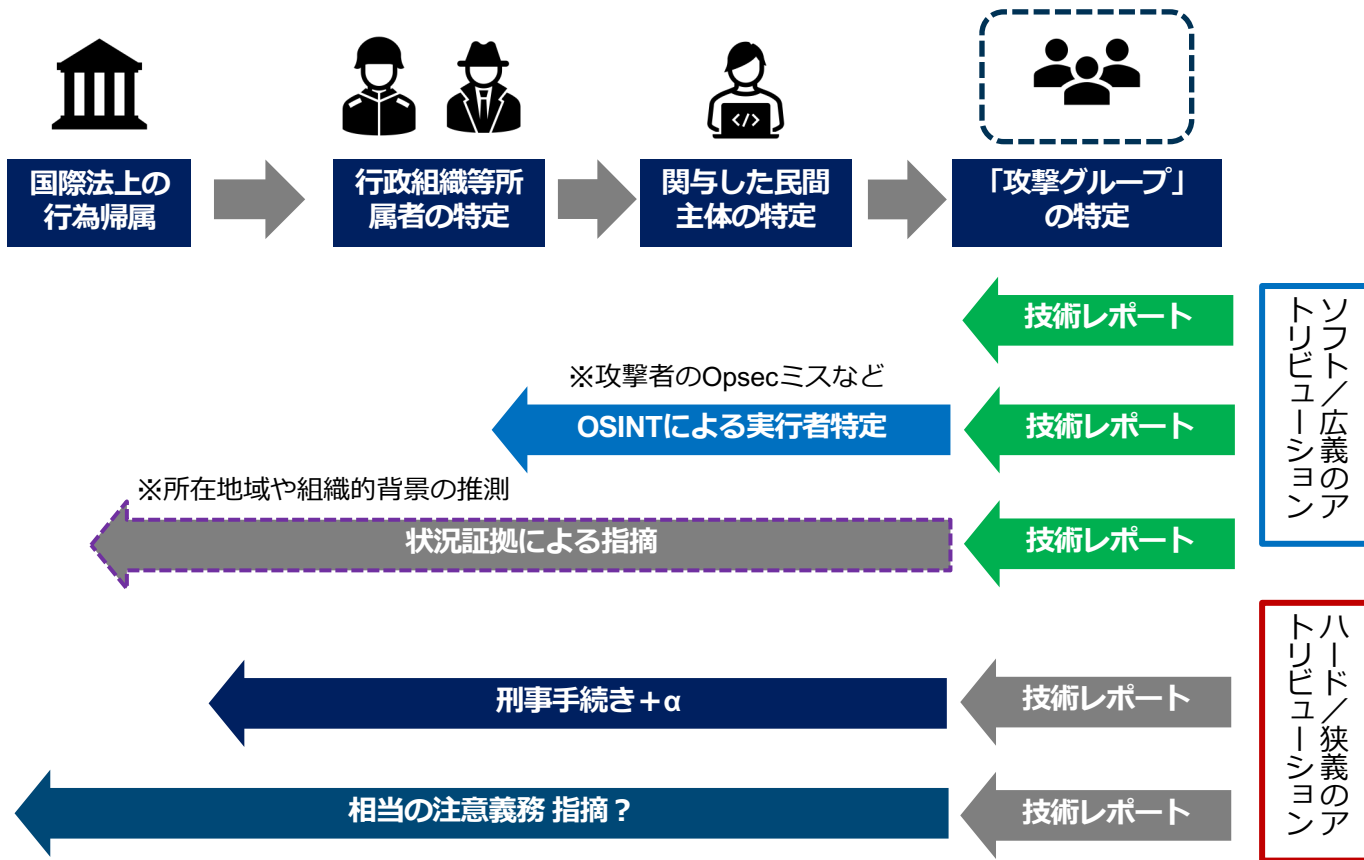 </>
国際法上の
行為帰属
行政組織等所
属者の特定
関与した民間
主体の特定
「攻撃グループ」
の特定
技術レポート
※攻撃者のOpsecミスなど
OSINTによる実行者特定
技術レポート
※所在地域や組織的背景の推測
状況証拠による指摘
技術レポート
ソフト／広義のア
トリビューション
刑事手続き＋α
技術レポート
相当の注意義務 指摘？
技術レポート
ハード／狭義のア
トリビューション